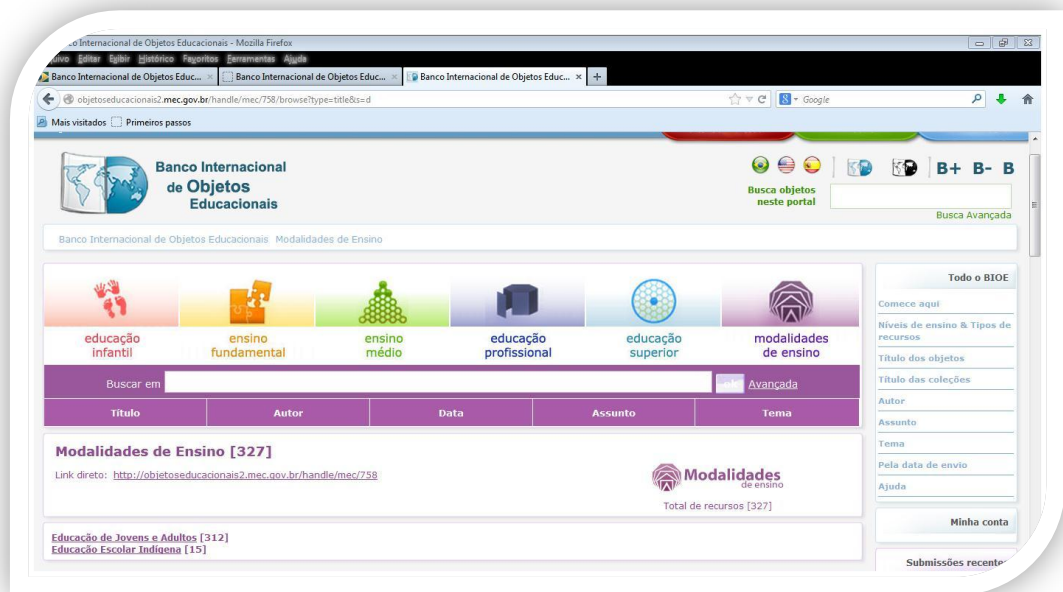 Internacional de Objetos Educacionais - Mozilla Firefox
Editar Exibir Histórico Favoritos Ferramentas Ajuda
Banco Internacional de Objetos Educ... × Banco Internacional de Objetos Educ... × Banco Internacional de Objetos Educ... × +
objetoseducacionais2.mec.gov.br/handle/mec/758/browse?type=title&s=d
Google
Mais visitados Primeiros passos
Banco Internacional
de Objetos
Educacionais
B+ B- B
Busca objetos
neste portal
Busca Avançada
Banco Internacional de Objetos Educacionais Modalidades de Ensino
educação
infantil
ensino
fundamental
ensino
médio
educação
profissional
educação
superior
modalidades
de ensino
Buscar em
ok Avançada
Título Autor Data Assunto Tema
Modalidades de Ensino [327]
Link direto: http://objetoseducacionais2.mec.gov.br/handle/mec/758
Modalidades
de ensino
Total de recursos [327]
Educação de Jovens e Adultos [312]
Educação Escolar Indígena [15]
Todo o BIOE
Comece aqui
Níveis de ensino & Tipos de
recursos
Título dos objetos
Título das coleções
Autor
Assunto
Tema
Pela data de envio
Ajuda
Minha conta
Submissões recentes